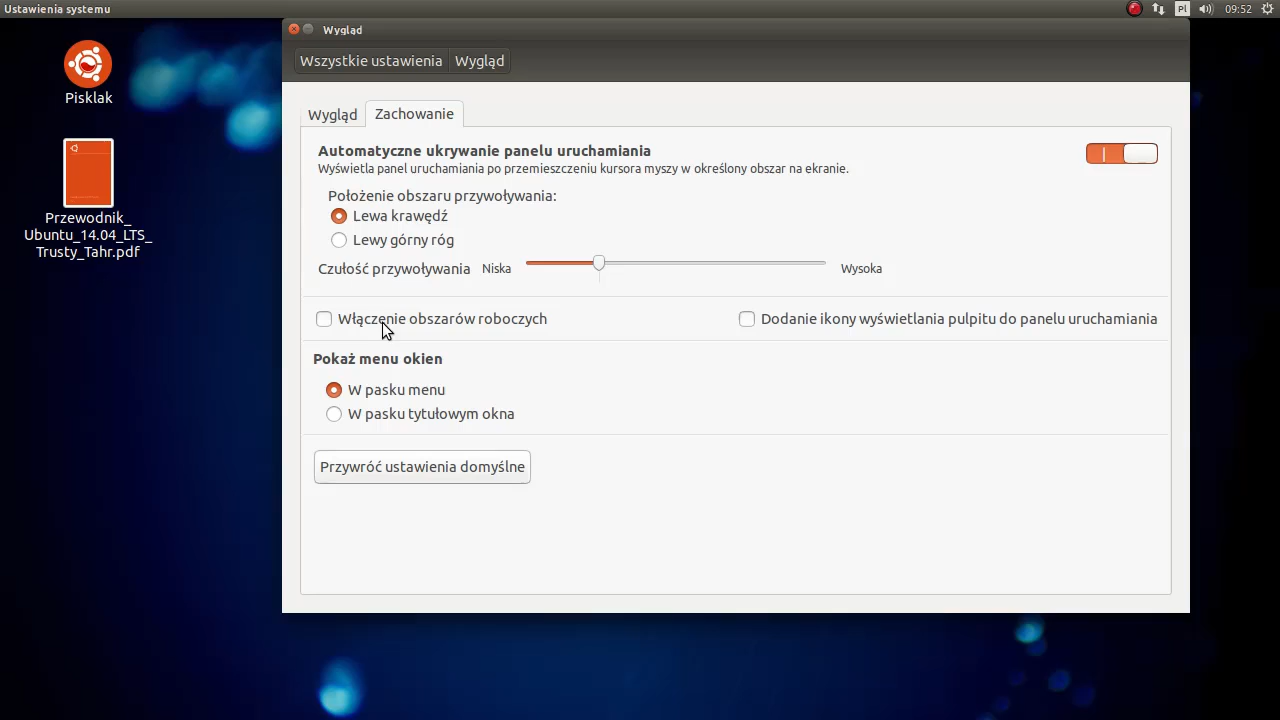 Ustawienia systemu
Pl
09:52
Wygląd
Wszystkie ustawienia
Wygląd
Pisklak
Przewodnik_
Ubuntu_14.04_LTS_
Trusty_Tahr.pdf
Wygląd
Zachowanie
Automatyczne ukrywanie panelu uruchamiania
Wyświetla panel uruchamiania po przemieszczeniu kursora myszy w określony obszar na ekranie.
Położenie obszaru przywoływania:
Lewa krawędź
Lewy górny róg
Czułość przywoływania
Niska
Wysoka
Włączenie obszarów roboczych
Dodanie ikony wyświetlania pulpitu do panelu uruchamiania
Pokaż menu okien
W pasku menu
W pasku tytułowym okna
Przywróć ustawienia domyślne